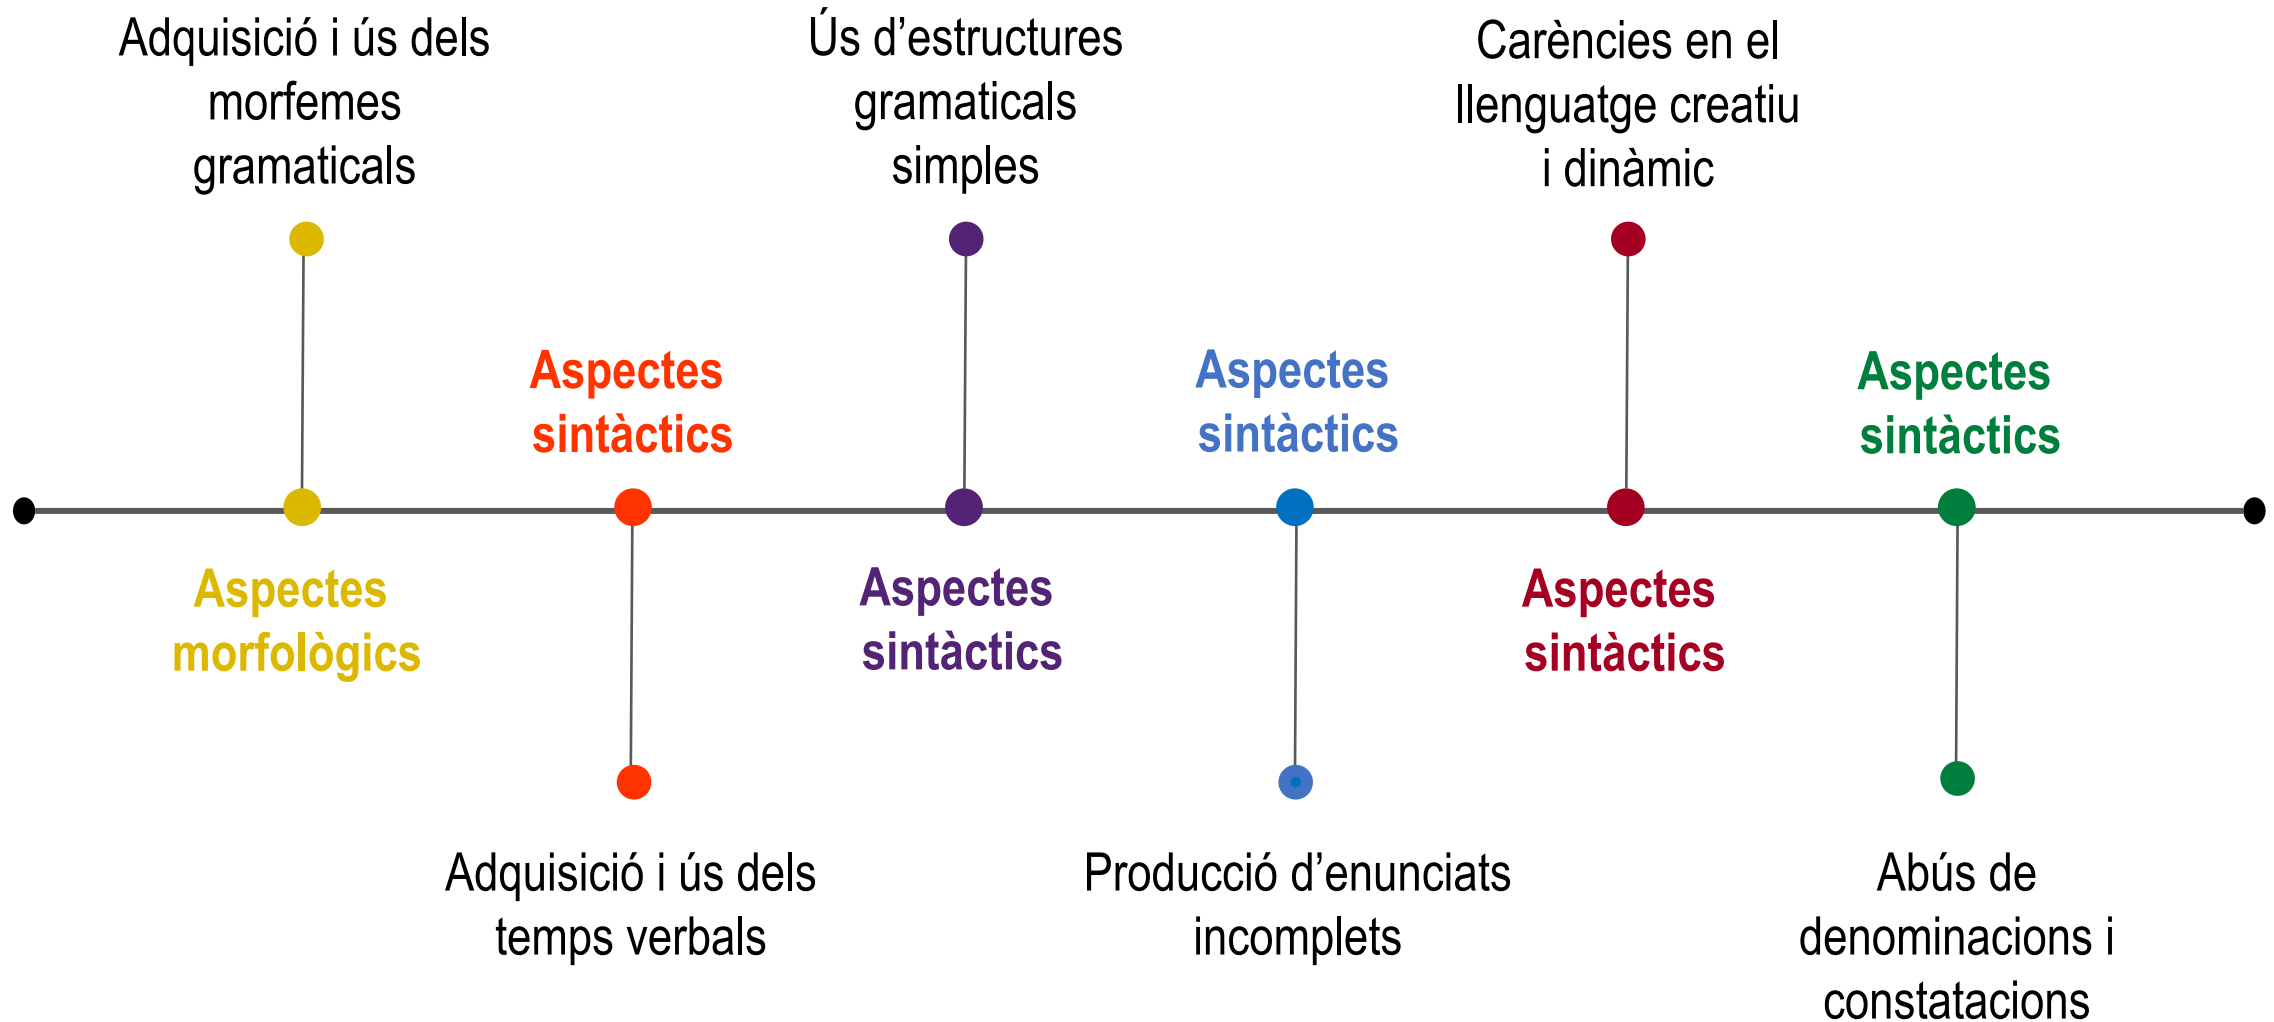 Adquisició i ús dels
morfemes
gramaticals
Aspectes
morfològics
Aspectes
sintàctics
Adquisició i ús dels
temps verbals
Ús d’estructures
gramaticals
simples
Aspectes
sintàctics
Aspectes
sintàctics
Producció d’enunciats
incomplets
Carències en el
llenguatge creatiu
i dinàmic
Aspectes
sintàctics
Aspectes
sintàctics
Abús de
denominacions i
constatacions